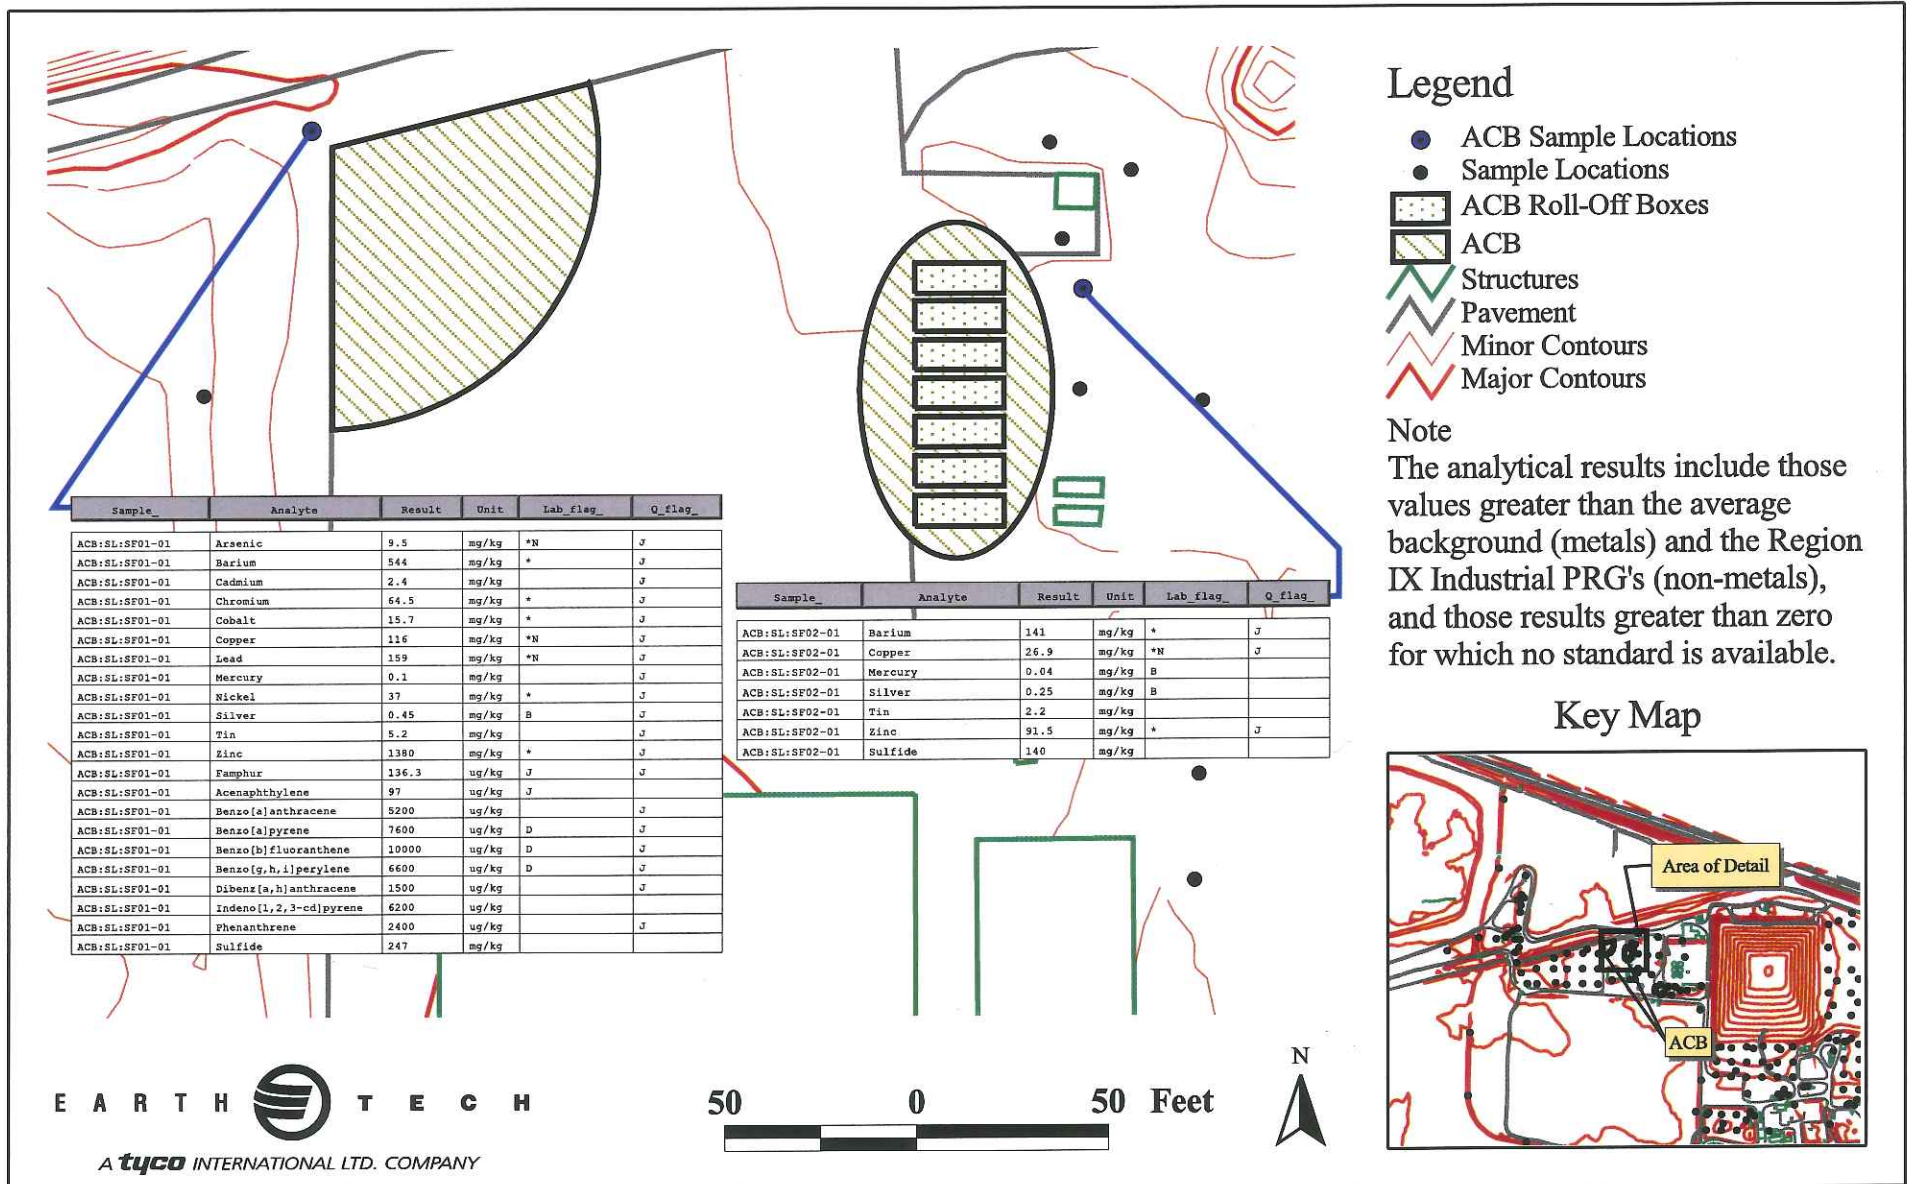 Legend
ACB Sample Locations
Sample Locations
ACB Roll-Off Boxes
ACB
Structures
Pavement
Minor Contours
Major Contours
Note
The analytical results include those
values greater than the average
background (metals) and the Region
IX Industrial PRG's (non-metals),
and those results greater than zero
for which no standard is available.
Key Map
Area of Detail
ACB
Sample_ Analyte Result Unit Lab_flag_ Q_flag_
ACB:SL:SF01-01 Arsenic 9.5 mg/kg *N J
ACB:SL:SF01-01 Barium 544 mg/kg * J
ACB:SL:SF01-01 Cadmium 2.4 mg/kg J
ACB:SL:SF01-01 Chromium 64.5 mg/kg * J
ACB:SL:SF01-01 Cobalt 15.7 mg/kg * J
ACB:SL:SF01-01 Copper 116 mg/kg *N J
ACB:SL:SF01-01 Lead 159 mg/kg *N J
ACB:SL:SF01-01 Mercury 0.1 mg/kg J
ACB:SL:SF01-01 Nickel 37 mg/kg * J
ACB:SL:SF01-01 Silver 0.45 mg/kg B J
ACB:SL:SF01-01 Tin 5.2 mg/kg J
ACB:SL:SF01-01 Zinc 1380 mg/kg * J
ACB:SL:SF01-01 Famphur 136.3 ug/kg J J
ACB:SL:SF01-01 Acenaphthylene 97 ug/kg J
ACB:SL:SF01-01 Benzo[a]anthracene 5200 ug/kg J
ACB:SL:SF01-01 Benzo[a]pyrene 7600 ug/kg D J
ACB:SL:SF01-01 Benzo[b]fluoranthene 10000 ug/kg D J
ACB:SL:SF01-01 Benzo[g,h,i]perylene 6600 ug/kg D J
ACB:SL:SF01-01 Dibenz[a,h]anthracene 1500 ug/kg J
ACB:SL:SF01-01 Indeno[1,2,3-cd]pyrene 6200 ug/kg
ACB:SL:SF01-01 Phenanthrene 2400 ug/kg J
ACB:SL:SF01-01 Sulfide 247 mg/kg
Sample_ Analyte Result Unit Lab_flag_ Q_flag_
ACB:SL:SF02-01 Barium 141 mg/kg * J
ACB:SL:SF02-01 Copper 26.9 mg/kg *N J
ACB:SL:SF02-01 Mercury 0.04 mg/kg B
ACB:SL:SF02-01 Silver 0.25 mg/kg B
ACB:SL:SF02-01 Tin 2.2 mg/kg
ACB:SL:SF02-01 Zinc 91.5 mg/kg * J
ACB:SL:SF02-01 Sulfide 140 mg/kg
EARTH TECH
A tyco INTERNATIONAL LTD. COMPANY
50 0 50 Feet
N